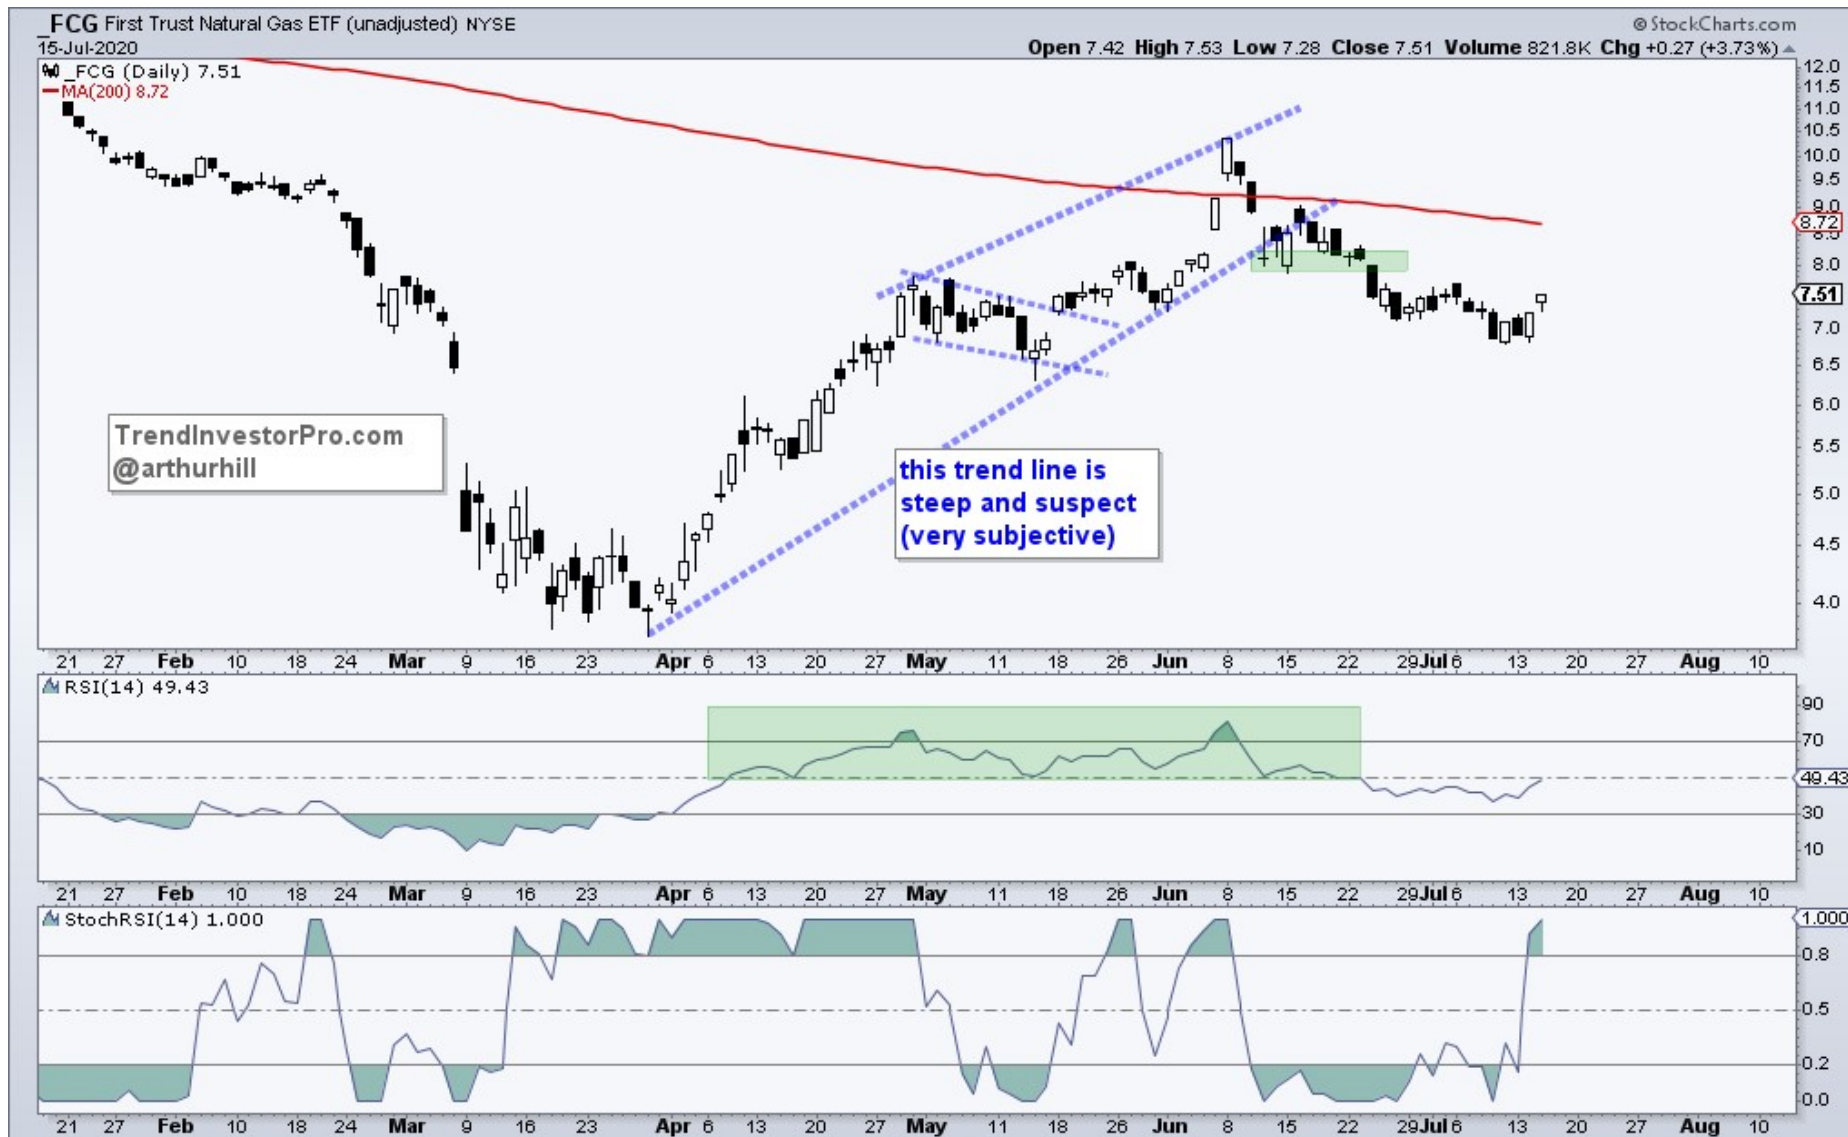 _FCG First Trust Natural Gas ETF (unadjusted) NYSE
© StockCharts.com
15-Jul-2020
Open 7.42 High 7.53 Low 7.28 Close 7.51 Volume 821.8K Chg +0.27 (+3.73%)
_FCG (Daily) 7.51
MA(200) 8.72
12.0
11.5
11.0
10.5
10.0
9.5
9.0
8.72
8.5
8.0
7.51
7.0
6.5
6.0
5.5
5.0
4.5
4.0
TrendInvestorPro.com
@arthurhill
this trend line is
steep and suspect
(very subjective)
21 27 Feb 10 18 24 Mar 9 16 23 Apr 6 13 20 27 May 11 18 26 Jun 8 15 22 29 Jul 6 13 20 27 Aug 10
RSI(14) 49.43
90
70
49.43
30
10
21 27 Feb 10 18 24 Mar 9 16 23 Apr 6 13 20 27 May 11 18 26 Jun 8 15 22 29 Jul 6 13 20 27 Aug 10
StochRSI(14) 1.000
1.000
0.8
0.5
0.2
0.0
21 27 Feb 10 18 24 Mar 9 16 23 Apr 6 13 20 27 May 11 18 26 Jun 8 15 22 29 Jul 6 13 20 27 Aug 10